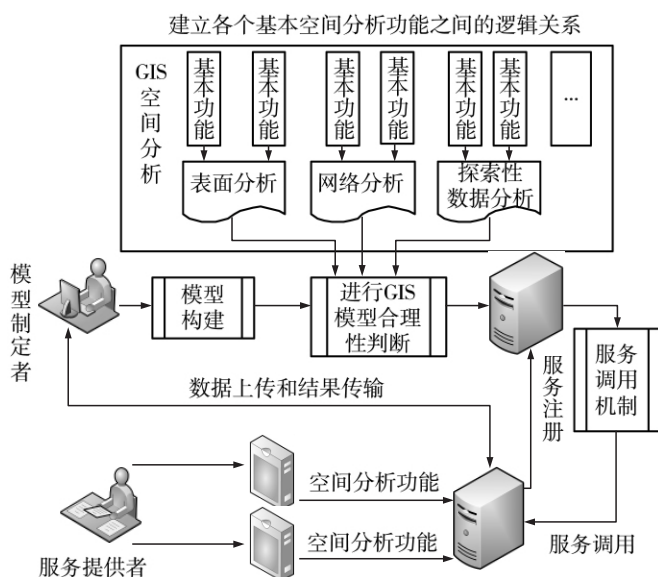 建立各个基本空间分析功能之间的逻辑关系
GIS
空间分析
基本功能
基本功能
基本功能
基本功能
基本功能
基本功能
...
表面分析
网络分析
探索性
数据分析
模型制定者
模型
构建
进行GIS
模型合理
性判断
服务注册
服务
调用
机制
数据上传和结果传输
空间分析功能
空间分析功能
服务调用
服务提供者